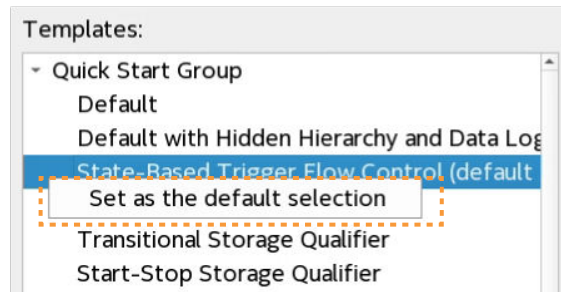 Templates:
Quick Start Group
Default
Default with Hidden Hierarchy and Data Log
State-Based Trigger Flow Control (default
Set as the default selection
Transitional Storage Qualifier
Start-Stop Storage Qualifier